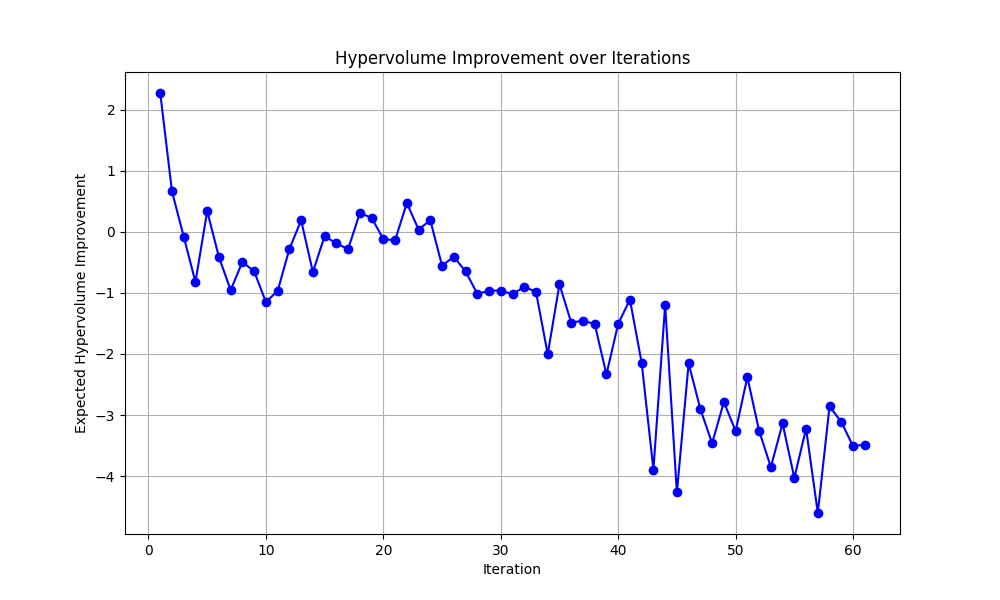 Hypervolume Improvement over Iterations
Expected Hypervolume Improvement
2
1
0
−1
−2
−3
−4
0 10 20 30 40 50 60
Iteration